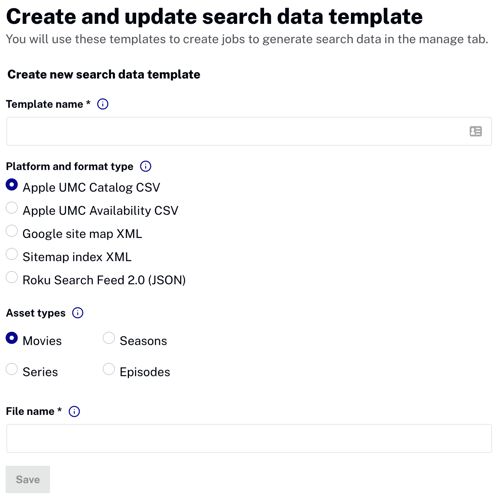 Create and update search data template
You will use these templates to create jobs to generate search data in the manage tab.
Create new search data template
Template name *
Platform and format type
Apple UMC Catalog CSV
Apple UMC Availability CSV
Google site map XML
Sitemap index XML
Roku Search Feed 2.0 (JSON)
Asset types
Movies Seasons
Series Episodes
File name *
Save